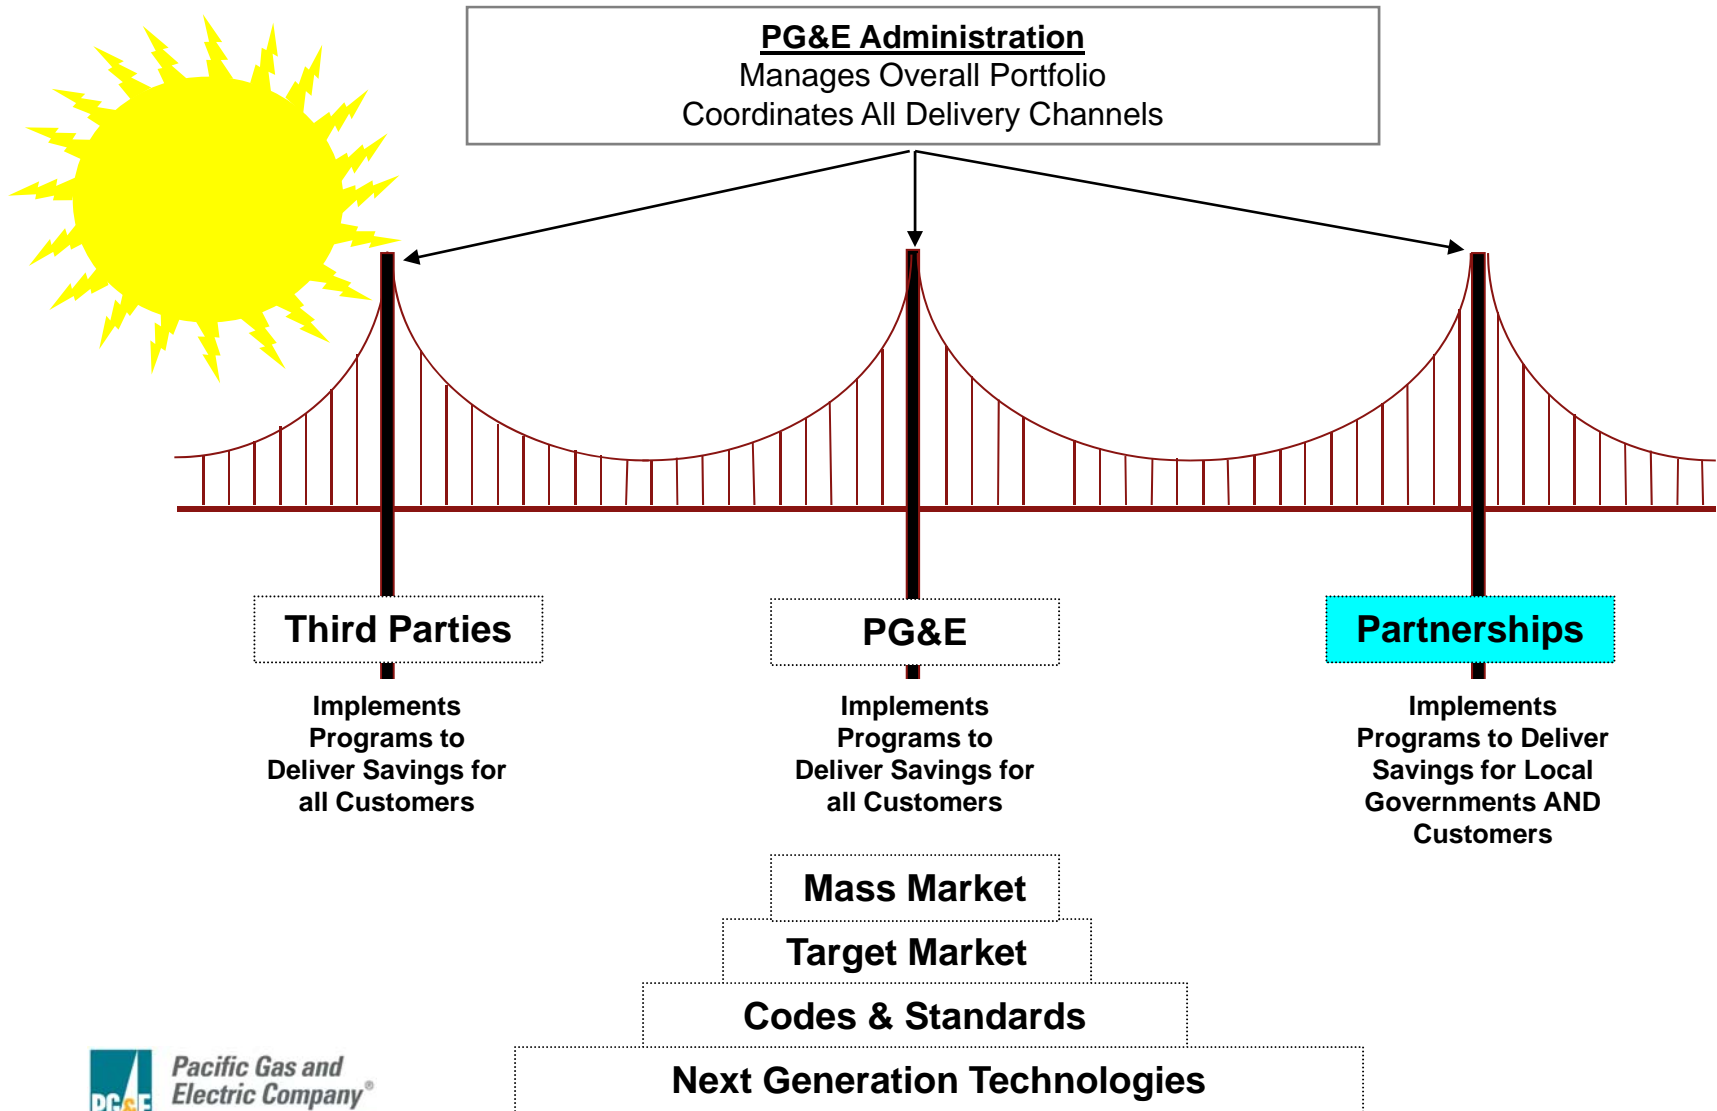 PG&E Administration
Manages Overall Portfolio
Coordinates All Delivery Channels
Third Parties
PG&E
Partnerships
Implements
Programs to
Deliver Savings for
all Customers
Implements
Programs to
Deliver Savings for
all Customers
Implements
Programs to Deliver
Savings for Local
Governments AND
Customers
Mass Market
Target Market
Codes & Standards
Next Generation Technologies
Pacific Gas and
Electric Company®
PG&E